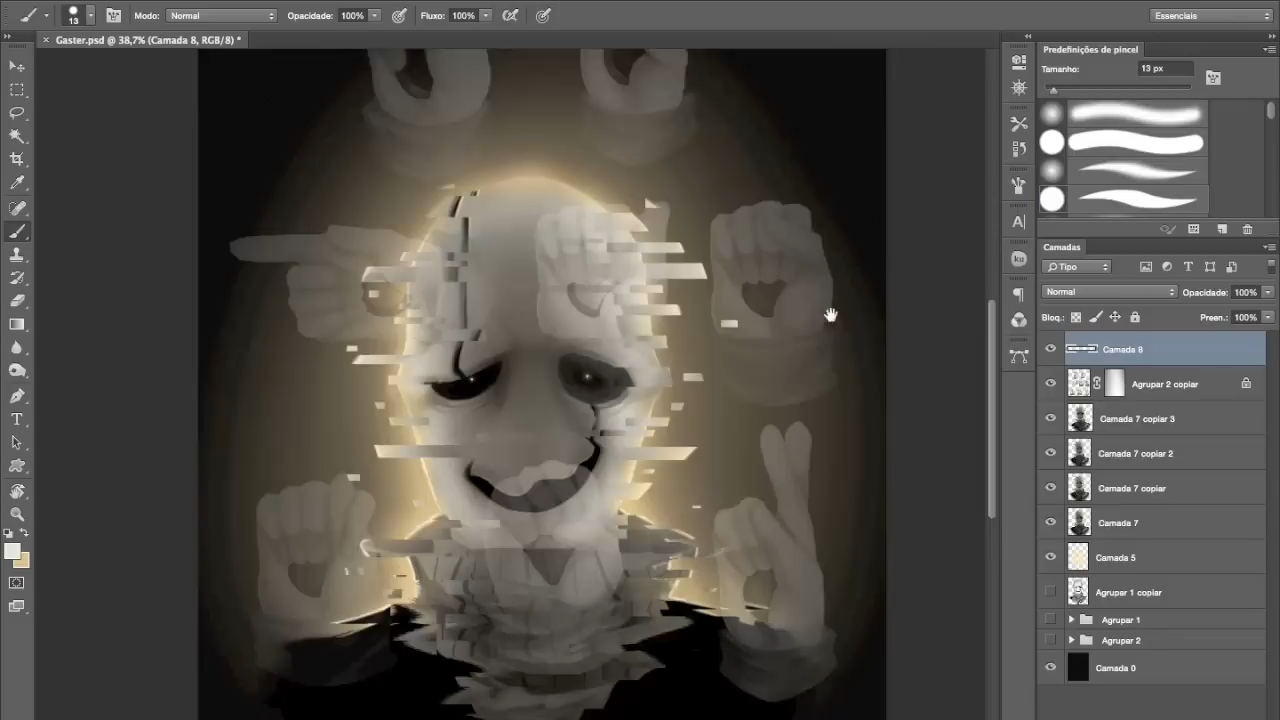 13 Modo: Normal Opacidade: 100% Fluxo: 100% Essenciais
× Gaster.psd @ 38,7% (Camada 8, RGB/8) *
Predefinições de pincel
Tamanho: 13 px
Camadas
Tipo
Normal Opacidade: 100%
Bloq.: Preen.: 100%
Camada 8
Agrupar 2 copiar
Camada 7 copiar 3
Camada 7 copiar 2
Camada 7 copiar
Camada 7
Camada 5
Agrupar 1 copiar
Agrupar 1
Agrupar 2
Camada 0
ku